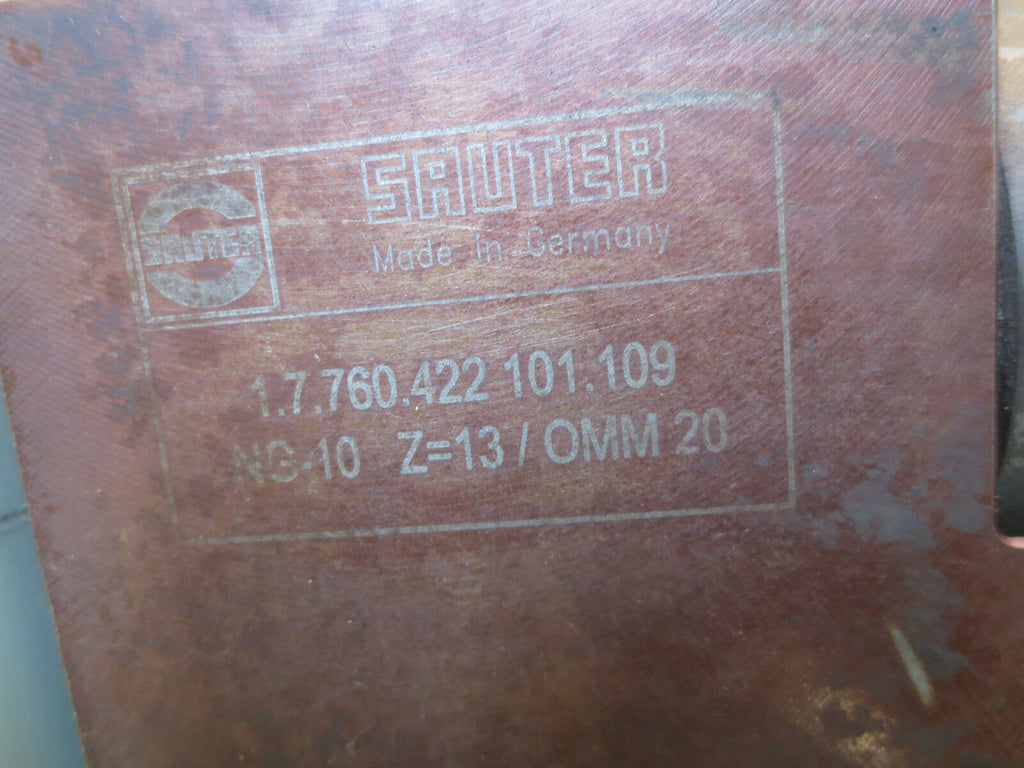 SAUTER
SAUTER
Made In Germany
1.7.760.422 101.109
NG-10 Z=13 / OMM 20